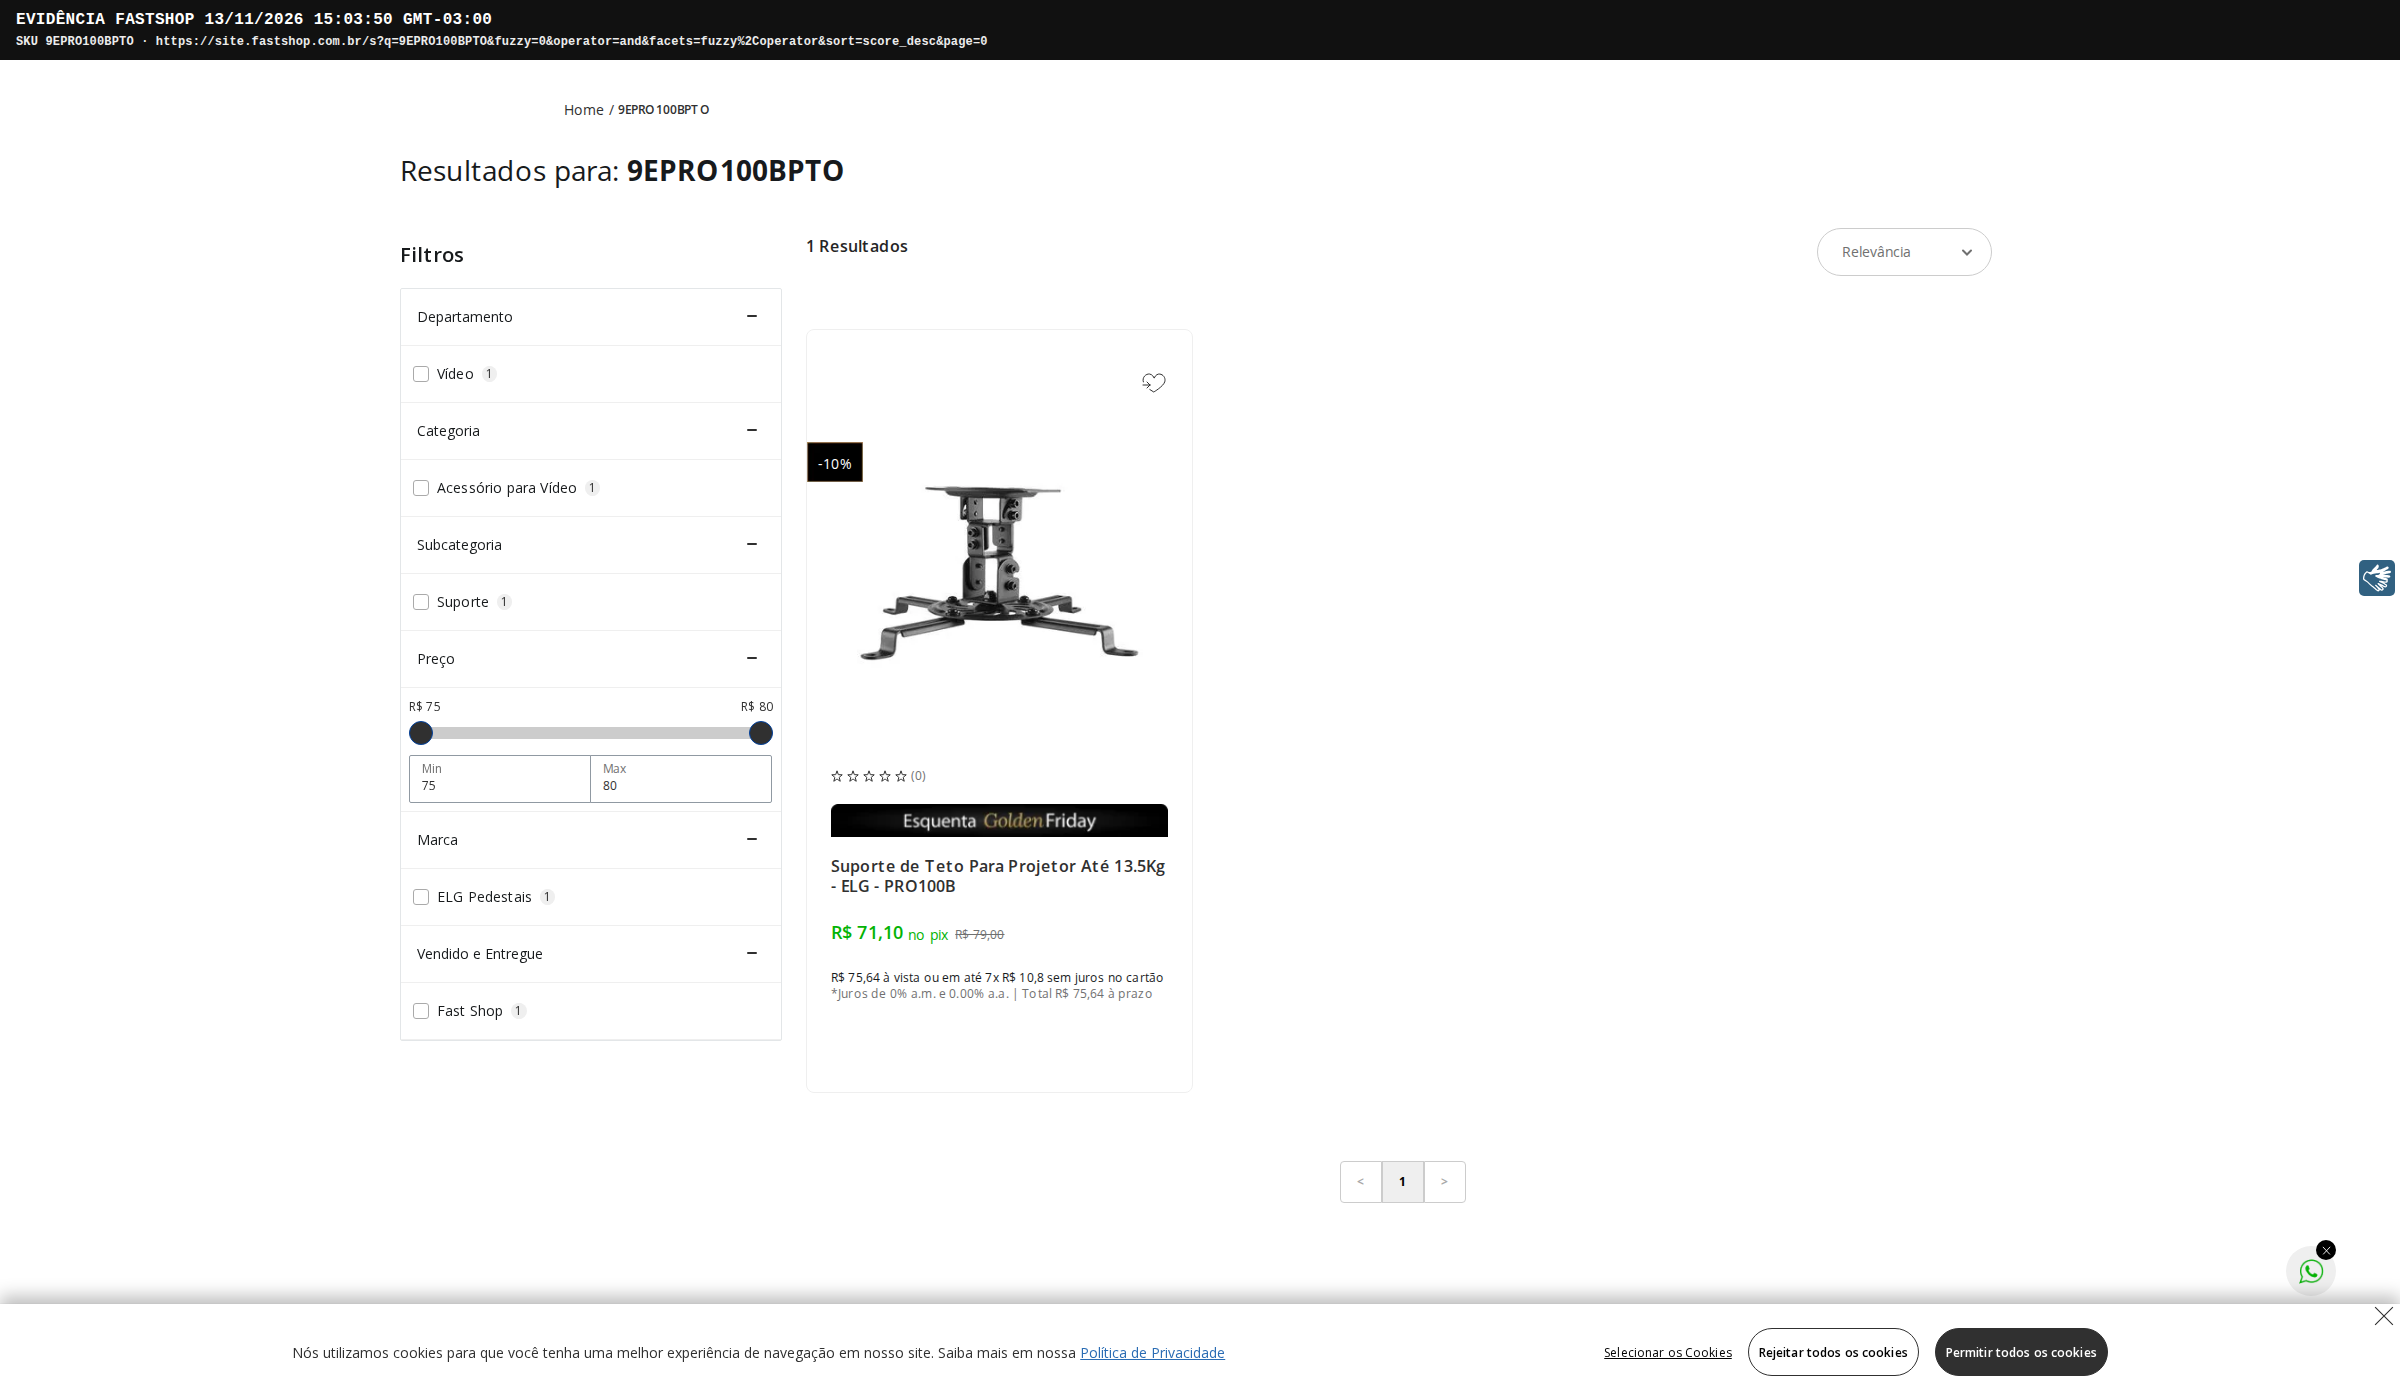 EVIDÊNCIA FASTSHOP 13/11/2026 15:03:50 GMT-03:00
SKU 9EPRO100BPTO · https://site.fastshop.com.br/s?q=9EPRO100BPTO&fuzzy=0&operator=and&facets=fuzzy%2Coperator&sort=score_desc&page=0
Home / 9EPRO100BPTO
Resultados para: 9EPRO100BPTO
Filtros
1 Resultados
Relevância
Departamento
Vídeo 1
Categoria
Acessório para Vídeo 1
Subcategoria
Suporte 1
Preço
R$ 75 R$ 80
Min Max
75 80
Marca
ELG Pedestais 1
Vendido e Entregue
Fast Shop 1
-10%
(0)
Esquenta Golden Friday
Suporte de Teto Para Projetor Até 13.5Kg
- ELG - PRO100B
R$ 71,10 no pix R$ 79,00
R$ 75,64 à vista ou em até 7x R$ 10,8 sem juros no cartão
*Juros de 0% a.m. e 0.00% a.a. | Total R$ 75,64 à prazo
< 1 >
Nós utilizamos cookies para que você tenha uma melhor experiência de navegação em nosso site. Saiba mais em nossa Política de Privacidade
Selecionar os Cookies
Rejeitar todos os cookies
Permitir todos os cookies